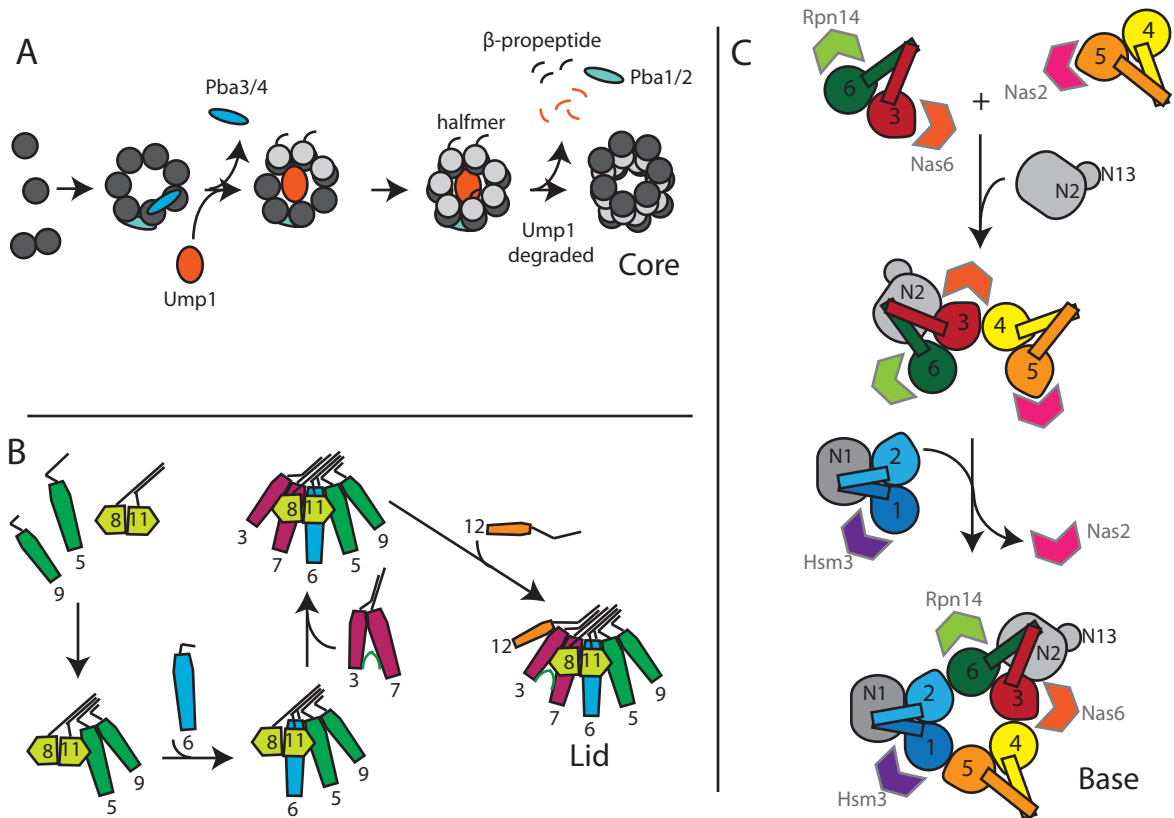 A
β-propeptide
Pba3/4
Pba1/2
halfmer
Ump1
Ump1
degraded
Core
B
8 11
5
9
3
7
6
5
9
8 11
12
3
7
8 11
5
9
6
8 11
6
5
9
12
8 11
3
7
6
5
9
Lid
C
Rpn14
6
3
Nas6
+
4
5
Nas2
N2
N13
N2
3
4
6
5
N1
2
1
Hsm3
Nas2
Rpn14
N13
N2
6
3
N1
2
Nas6
1
4
5
Hsm3
Base